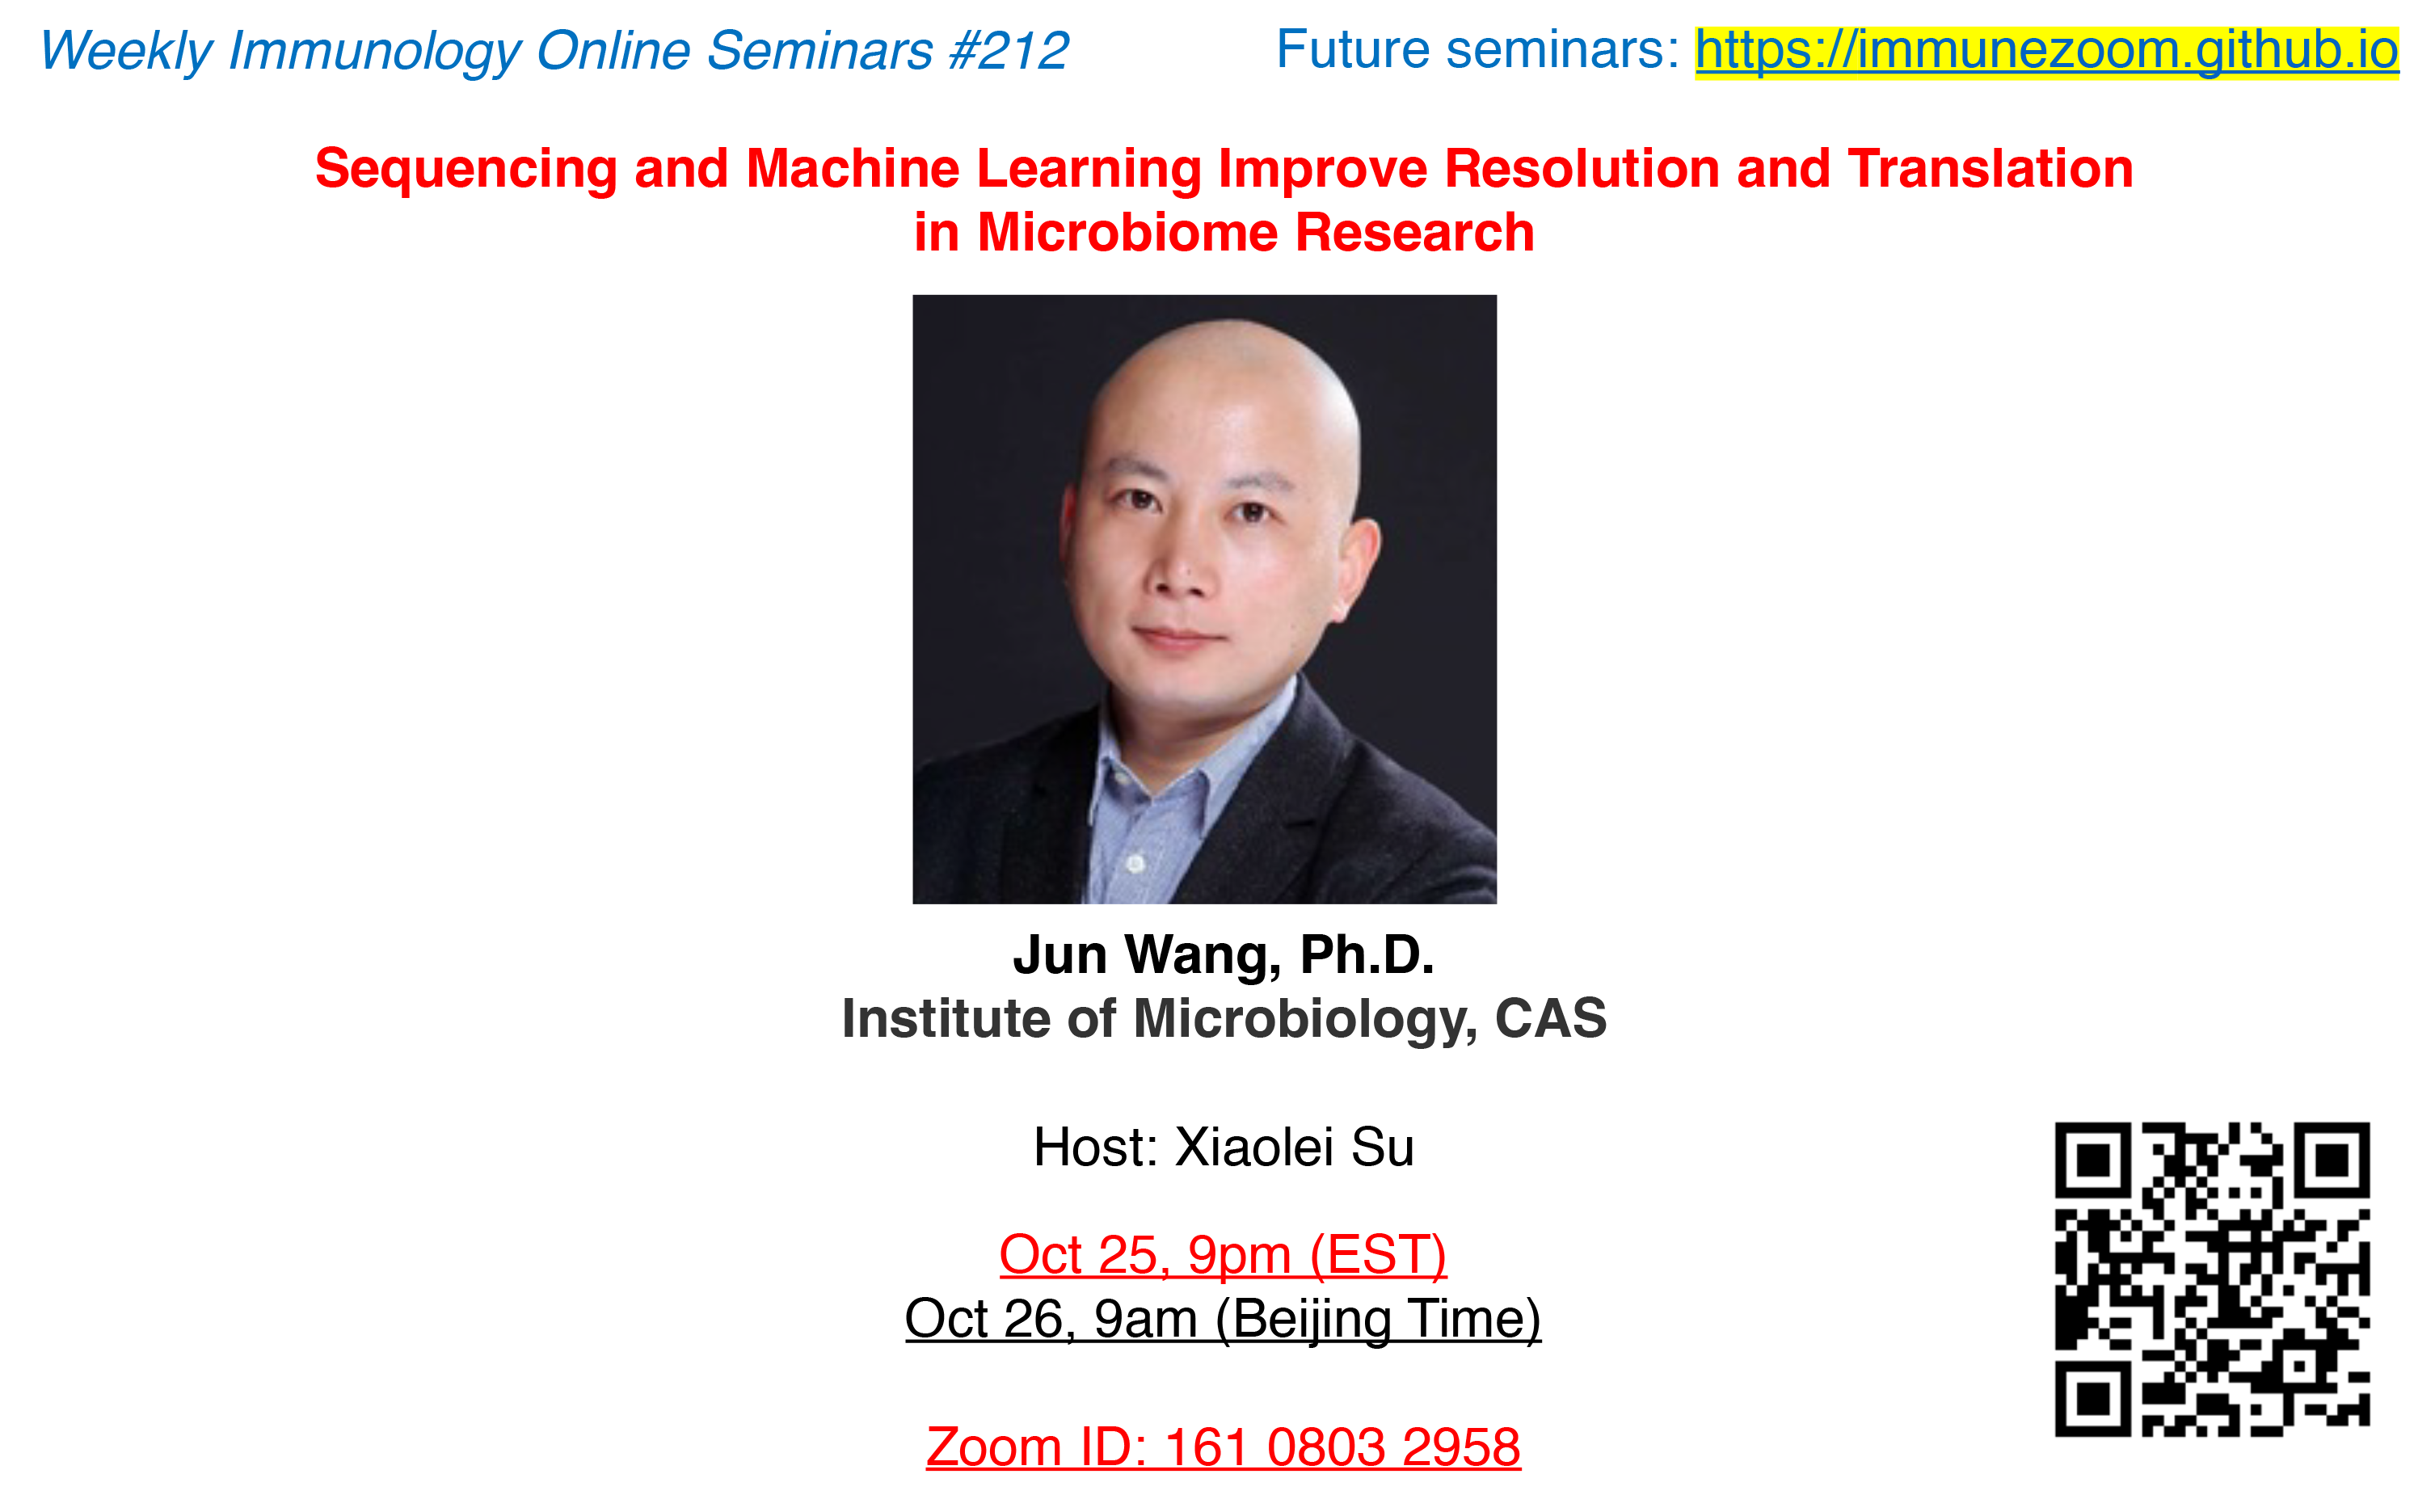 Weekly Immunology Online Seminars #212
Future seminars: https://immunezoom.github.io
Sequencing and Machine Learning Improve Resolution and Translation
in Microbiome Research
Jun Wang, Ph.D.
Institute of Microbiology, CAS
Host: Xiaolei Su
Oct 25, 9pm (EST)
Oct 26, 9am (Beijing Time)
Zoom ID: 161 0803 2958